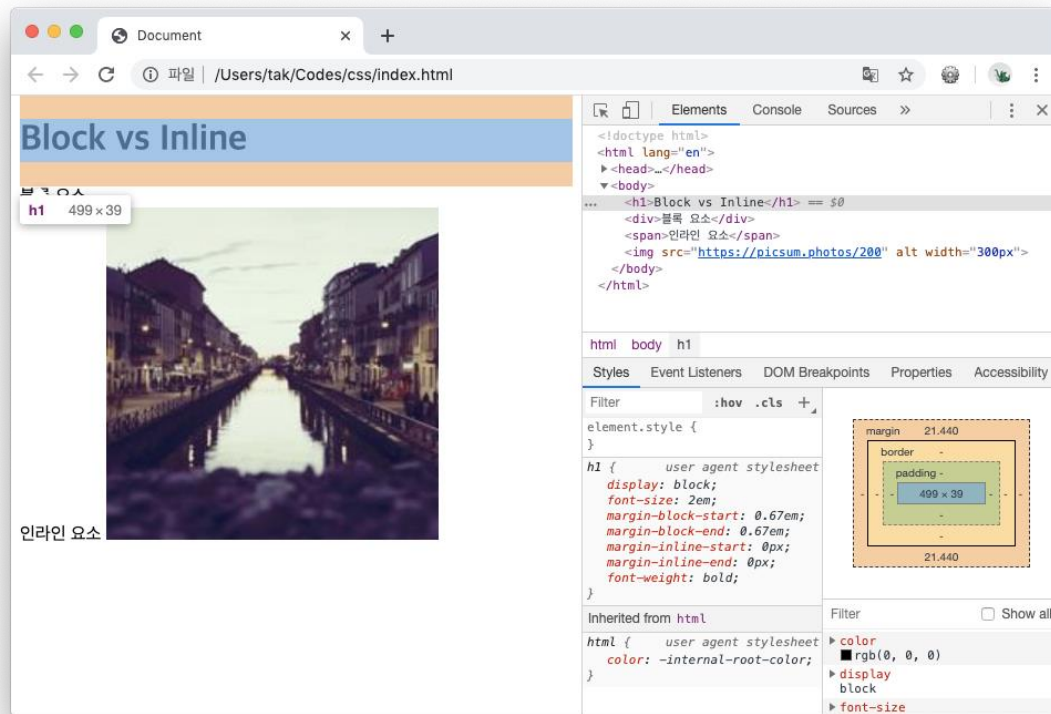 Document
파일 | /Users/tak/Codes/css/index.html
Block vs Inline
h1 499 × 39
인라인 요소
Elements Console Sources »
<!doctype html>
<html lang="en">
<head>…</head>
<body>
... <h1>Block vs Inline</h1> == $0
<div>블록 요소</div>
<span>인라인 요소</span>
<img src="https://picsum.photos/200" alt width="300px">
</body>
</html>
html body h1
Styles Event Listeners DOM Breakpoints Properties Accessibility
Filter :hov .cls +
element.style {
}
h1 { user agent stylesheet
display: block;
font-size: 2em;
margin-block-start: 0.67em;
margin-block-end: 0.67em;
margin-inline-start: 0px;
margin-inline-end: 0px;
font-weight: bold;
}
Inherited from html
html { user agent stylesheet
color: -internal-root-color;
}
margin 21.440
border -
padding -
- - - 499 × 39 - - -
-
-
21.440
Filter Show all
color
rgb(0, 0, 0)
display
block
font-size